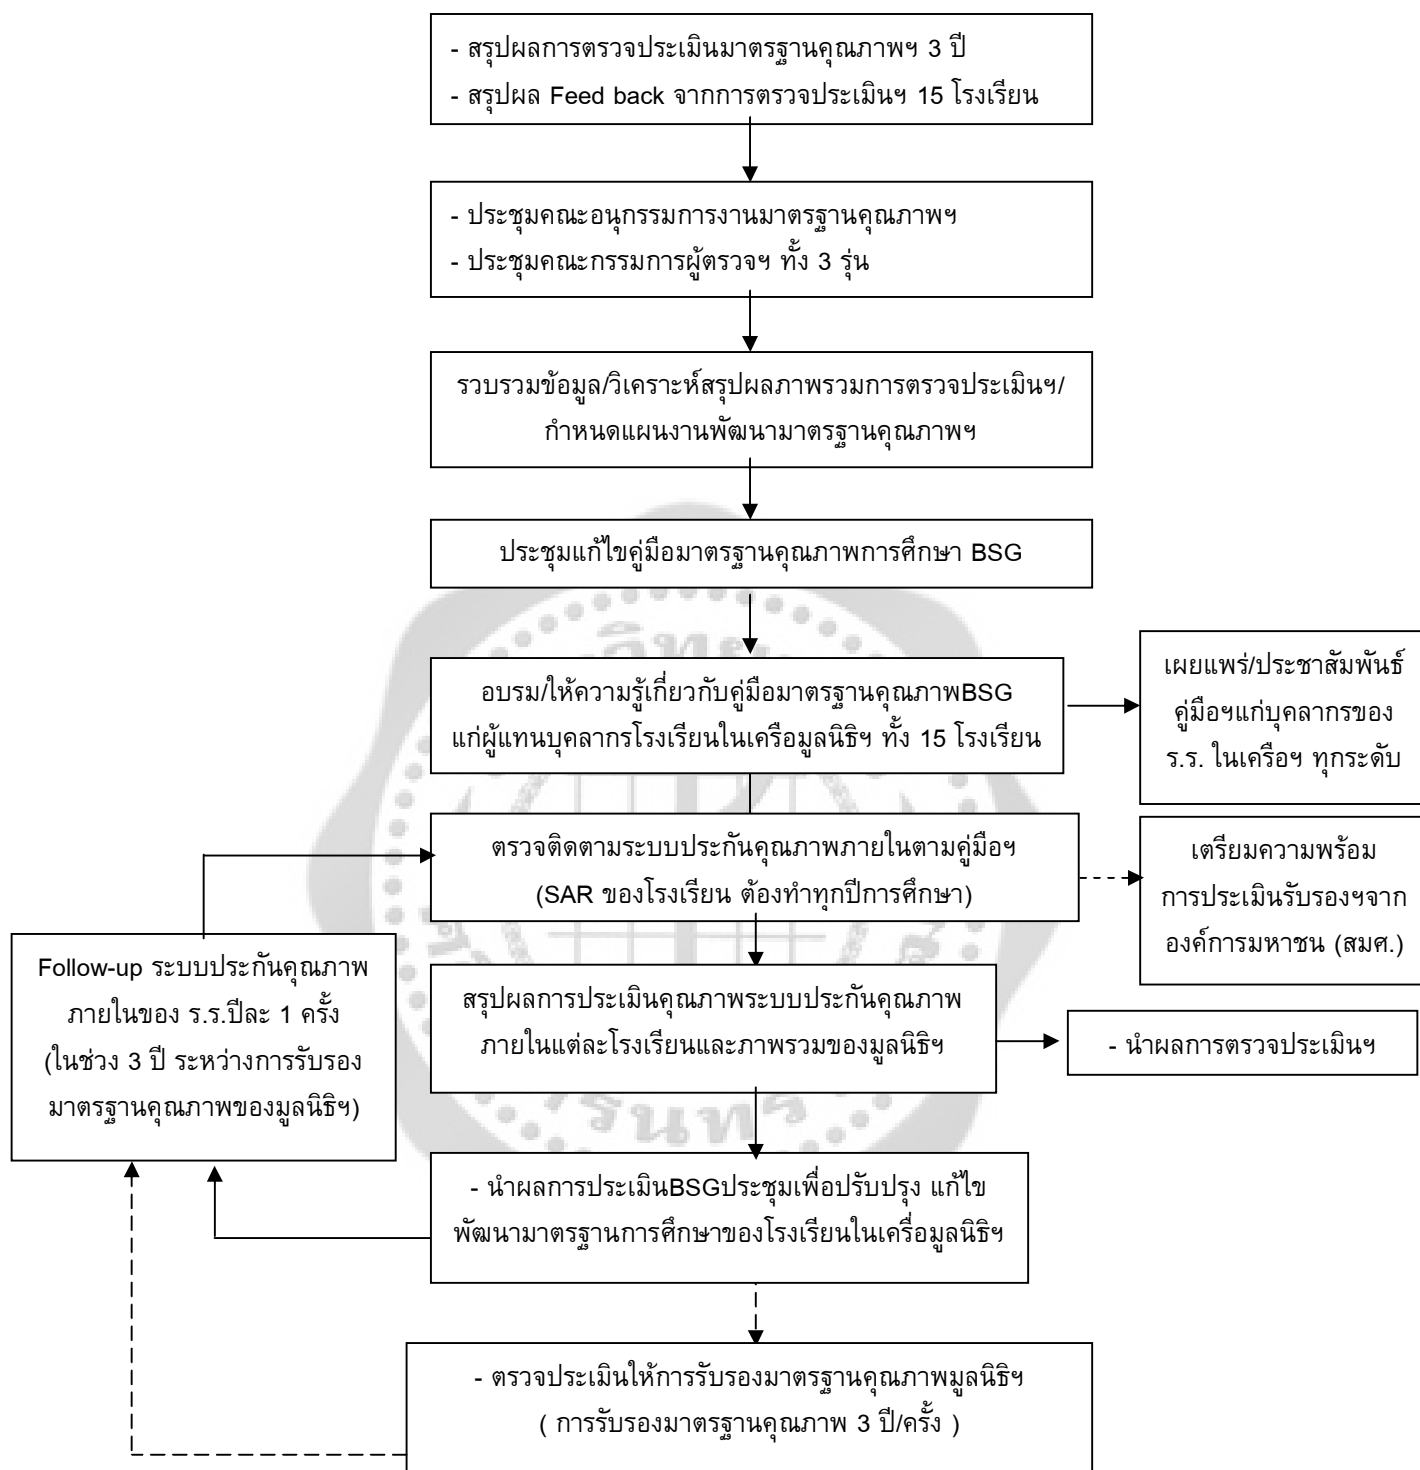 - สรุปผลการตรวจประเมินมาตรฐานคุณภาพฯ 3 ปี
- สรุปผล Feed back จากการตรวจประเมินฯ 15 โรงเรียน
- ประชุมคณะอนุกรรมการงานมาตรฐานคุณภาพฯ
- ประชุมคณะกรรมการผู้ตรวจฯ ทั้ง 3 รุ่น
รวบรวมข้อมูล/วิเคราะห์สรุปผลภาพรวมการตรวจประเมินฯ/
กำหนดแผนงานพัฒนามาตรฐานคุณภาพฯ
ประชุมแก้ไขคู่มือมาตรฐานคุณภาพการศึกษา BSG
อบรม/ให้ความรู้เกี่ยวกับคู่มือมาตรฐานคุณภาพBSG
แก่ผู้แทนบุคลากรโรงเรียนในเครือมูลนิธิฯ ทั้ง 15 โรงเรียน
เผยแพร่/ประชาสัมพันธ์
คู่มือฯแก่บุคลากรของ
ร.ร. ในเครือฯ ทุกระดับ
ตรวจติดตามระบบประกันคุณภาพภายในตามคู่มือฯ
(SAR ของโรงเรียน ต้องทำทุกปีการศึกษา)
เตรียมความพร้อม
การประเมินรับรองฯจาก
องค์การมหาชน (สมศ.)
Follow-up ระบบประกันคุณภาพ
ภายในของ ร.ร.ปีละ 1 ครั้ง
(ในช่วง 3 ปี ระหว่างการรับรอง
มาตรฐานคุณภาพของมูลนิธิฯ)
สรุปผลการประเมินคุณภาพระบบประกันคุณภาพ
ภายในแต่ละโรงเรียนและภาพรวมของมูลนิธิฯ
- นำผลการตรวจประเมินฯ
- นำผลการประเมินBSGประชุมเพื่อปรับปรุง แก้ไข
พัฒนามาตรฐานการศึกษาของโรงเรียนในเครื่อมูลนิธิฯ
- ตรวจประเมินให้การรับรองมาตรฐานคุณภาพมูลนิธิฯ
( การรับรองมาตรฐานคุณภาพ 3 ปี/ครั้ง )